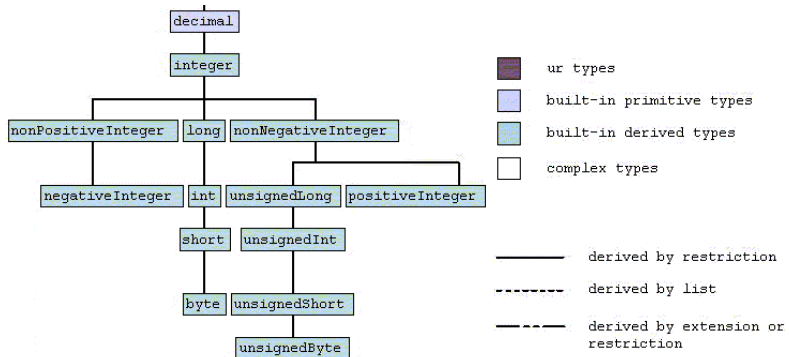 decimal
integer
nonPositiveInteger long nonNegativeInteger
negativeInteger int unsignedLong positiveInteger
short unsignedInt
byte unsignedShort
unsignedByte
ur types
built-in primitive types
built-in derived types
complex types
derived by restriction
derived by list
derived by extension or
restriction